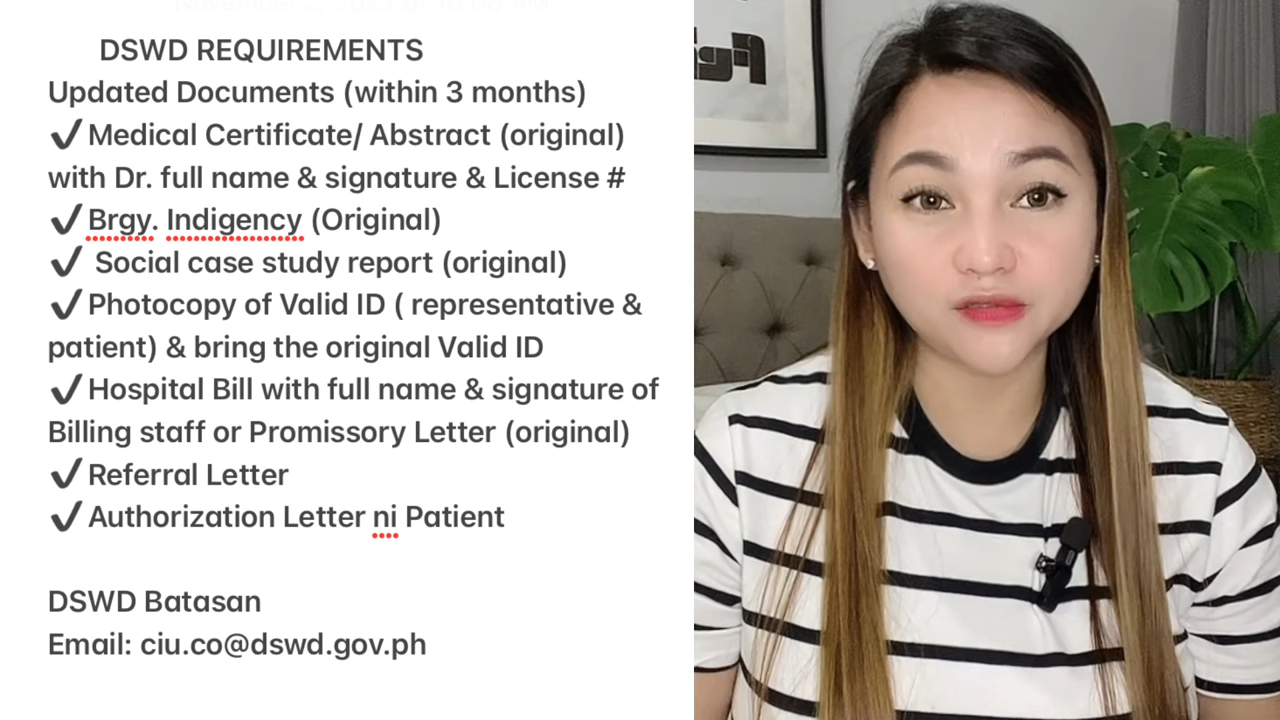 DSWD REQUIREMENTS
Updated Documents (within 3 months)
✔Medical Certificate/ Abstract (original)
with Dr. full name & signature & License #
✔Brgy. Indigency (Original)
✔ Social case study report (original)
✔Photocopy of Valid ID ( representative &
patient) & bring the original Valid ID
✔Hospital Bill with full name & signature of
Billing staff or Promissory Letter (original)
✔Referral Letter
✔Authorization Letter ni Patient
DSWD Batasan
Email: ciu.co@dswd.gov.ph